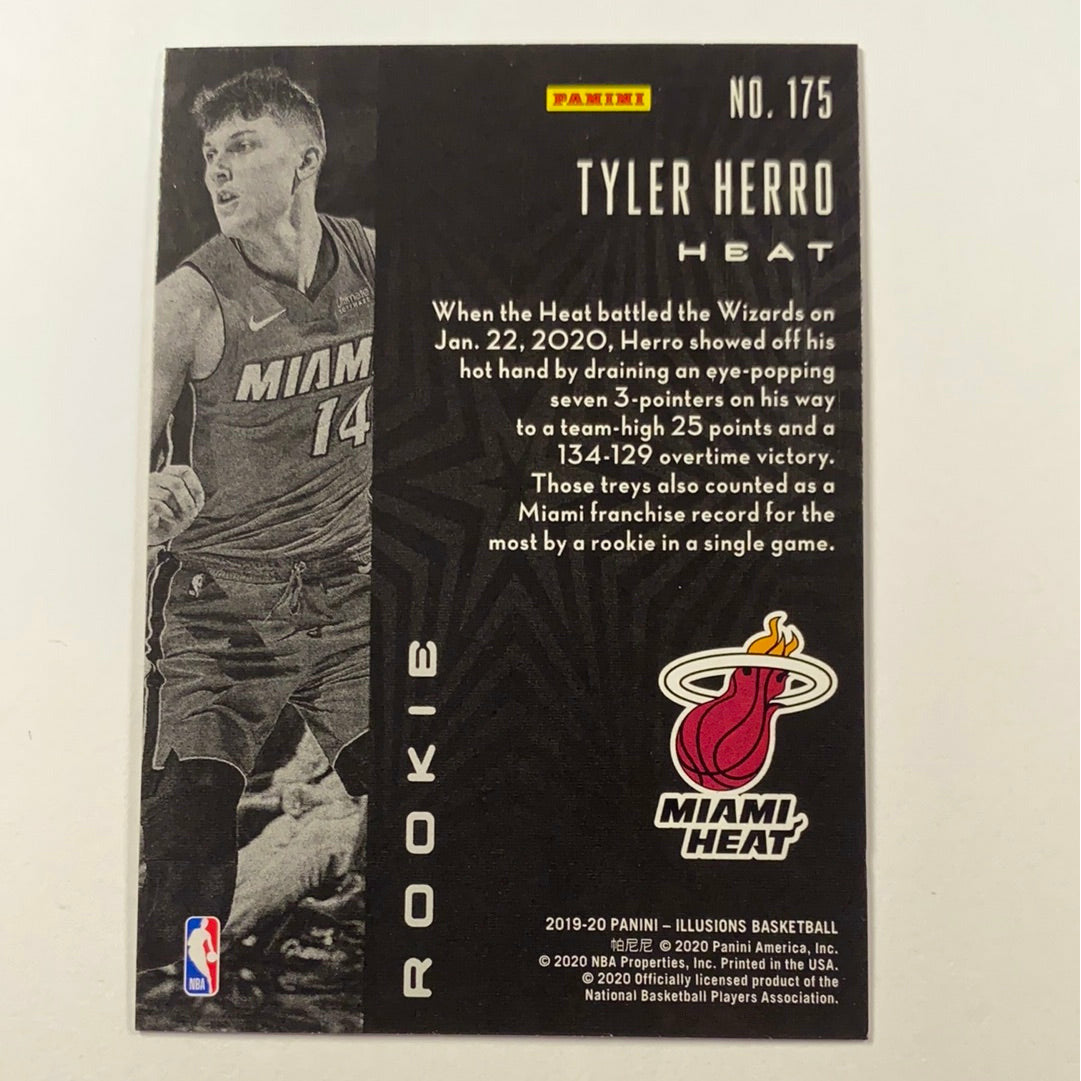 PANINI
NO. 175
TYLER HERRO
HEAT
When the Heat battled the Wizards on
Jan. 22, 2020, Herro showed off his
hot hand by draining an eye-popping
seven 3-pointers on his way
to a team-high 25 points and a
134-129 overtime victory.
Those treys also counted as a
Miami franchise record for the
most by a rookie in a single game.
MIAM
14
ROOKIE
MIAMI
HEAT
NBA
2019-20 PANINI – ILLUSIONS BASKETBALL
帕尼尼 © 2020 Panini America, Inc.
© 2020 NBA Properties, Inc. Printed in the USA.
© 2020 Officially licensed product of the
National Basketball Players Association.